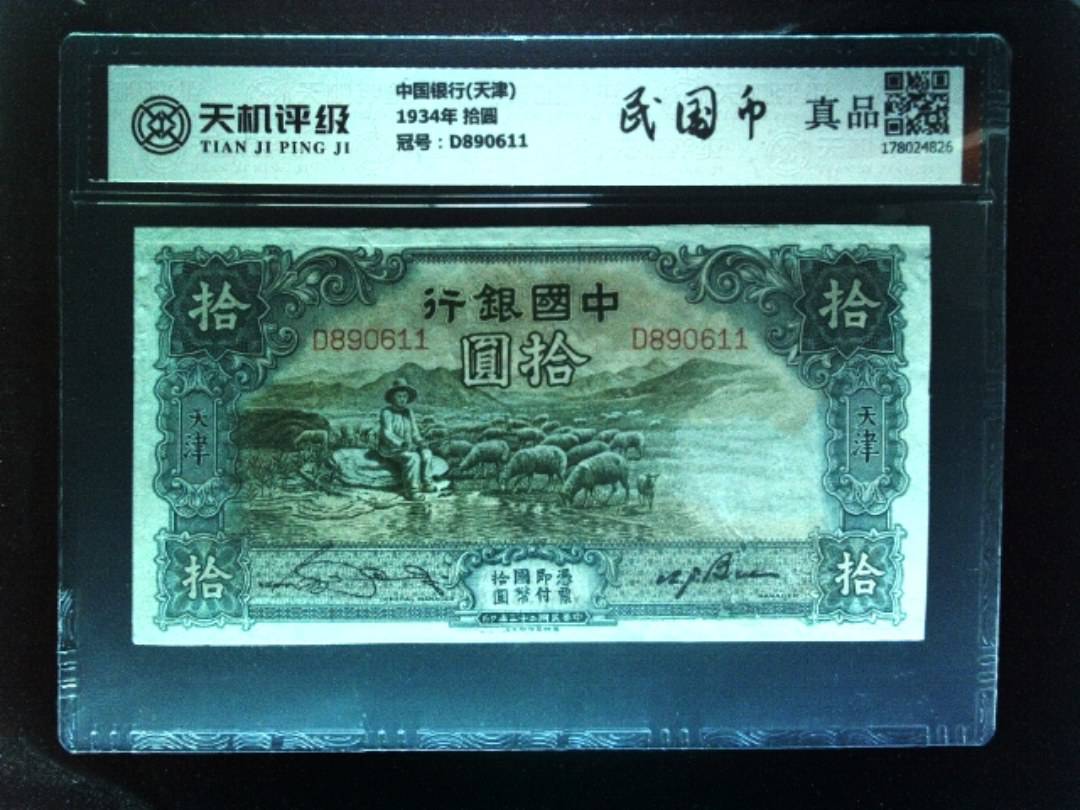 天机评级
TIAN JI PING JI
中国银行(天津)
1934年 拾圆
冠号：D890611
民国币
真品
178024826
行銀國中
D890611
D890611
圓拾
拾
拾
天津
天津
拾
拾
憑票即付國幣拾圓